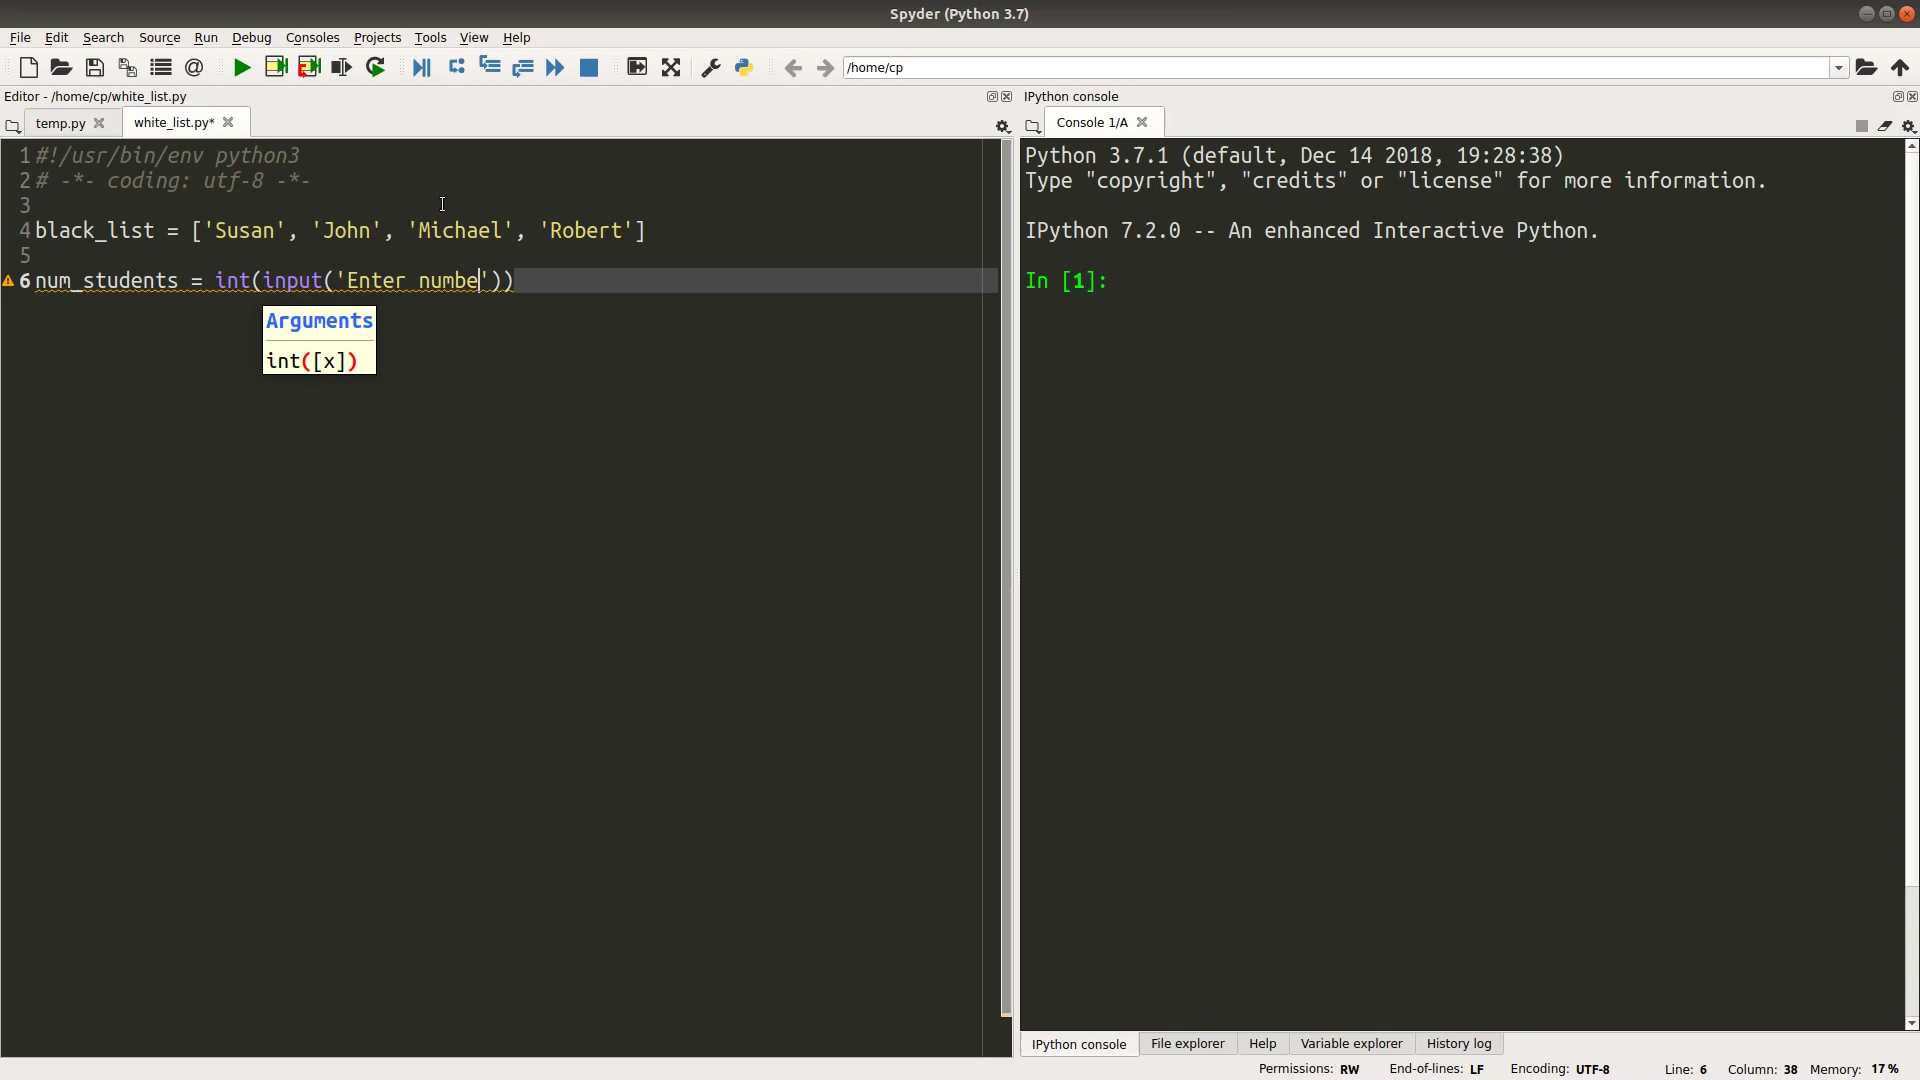 Spyder (Python 3.7)
File Edit Search Source Run Debug Consoles Projects Tools View Help
/home/cp
Editor - /home/cp/white_list.py
temp.py
white_list.py*
1 #!/usr/bin/env python3
2 # -*- coding: utf-8 -*-
3
4 black_list = ['Susan', 'John', 'Michael', 'Robert']
5
6 num_students = int(input('Enter numbe'))
Arguments
int([x])
IPython console
Console 1/A
Python 3.7.1 (default, Dec 14 2018, 19:28:38)
Type "copyright", "credits" or "license" for more information.
IPython 7.2.0 -- An enhanced Interactive Python.
In [1]:
IPython console File explorer Help Variable explorer History log
Permissions: RW End-of-lines: LF Encoding: UTF-8 Line: 6 Column: 38 Memory: 17 %